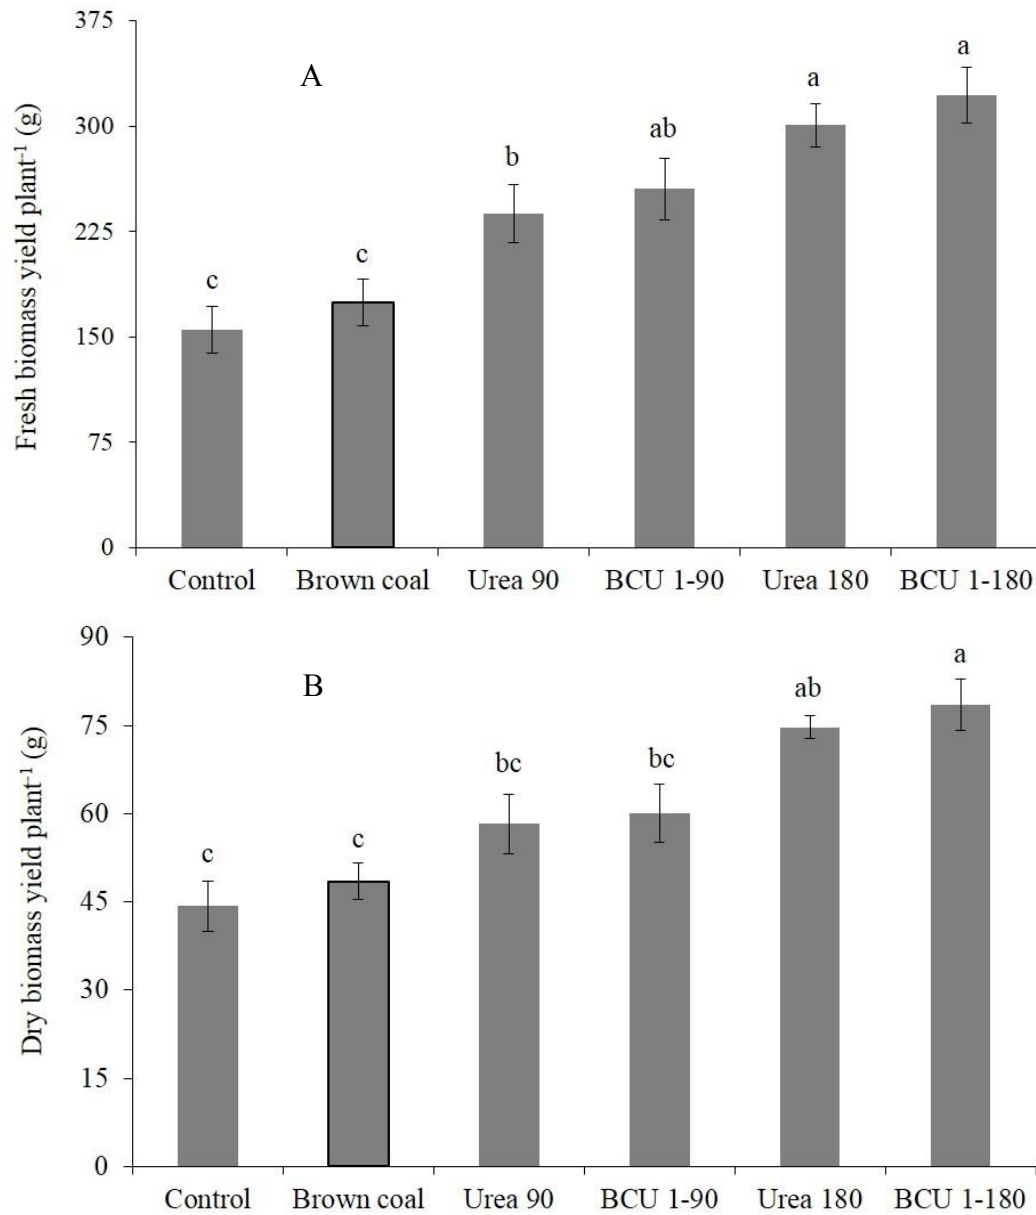 375
A
a
a
300
ab
b
225
c
c
150
75
0
Fresh biomass yield plant⁻¹ (g)
Control Brown coal Urea 90 BCU 1-90 Urea 180 BCU 1-180
90
B
a
ab
75
bc
bc
60
c
c
45
30
15
0
Dry biomass yield plant⁻¹ (g)
Control Brown coal Urea 90 BCU 1-90 Urea 180 BCU 1-180